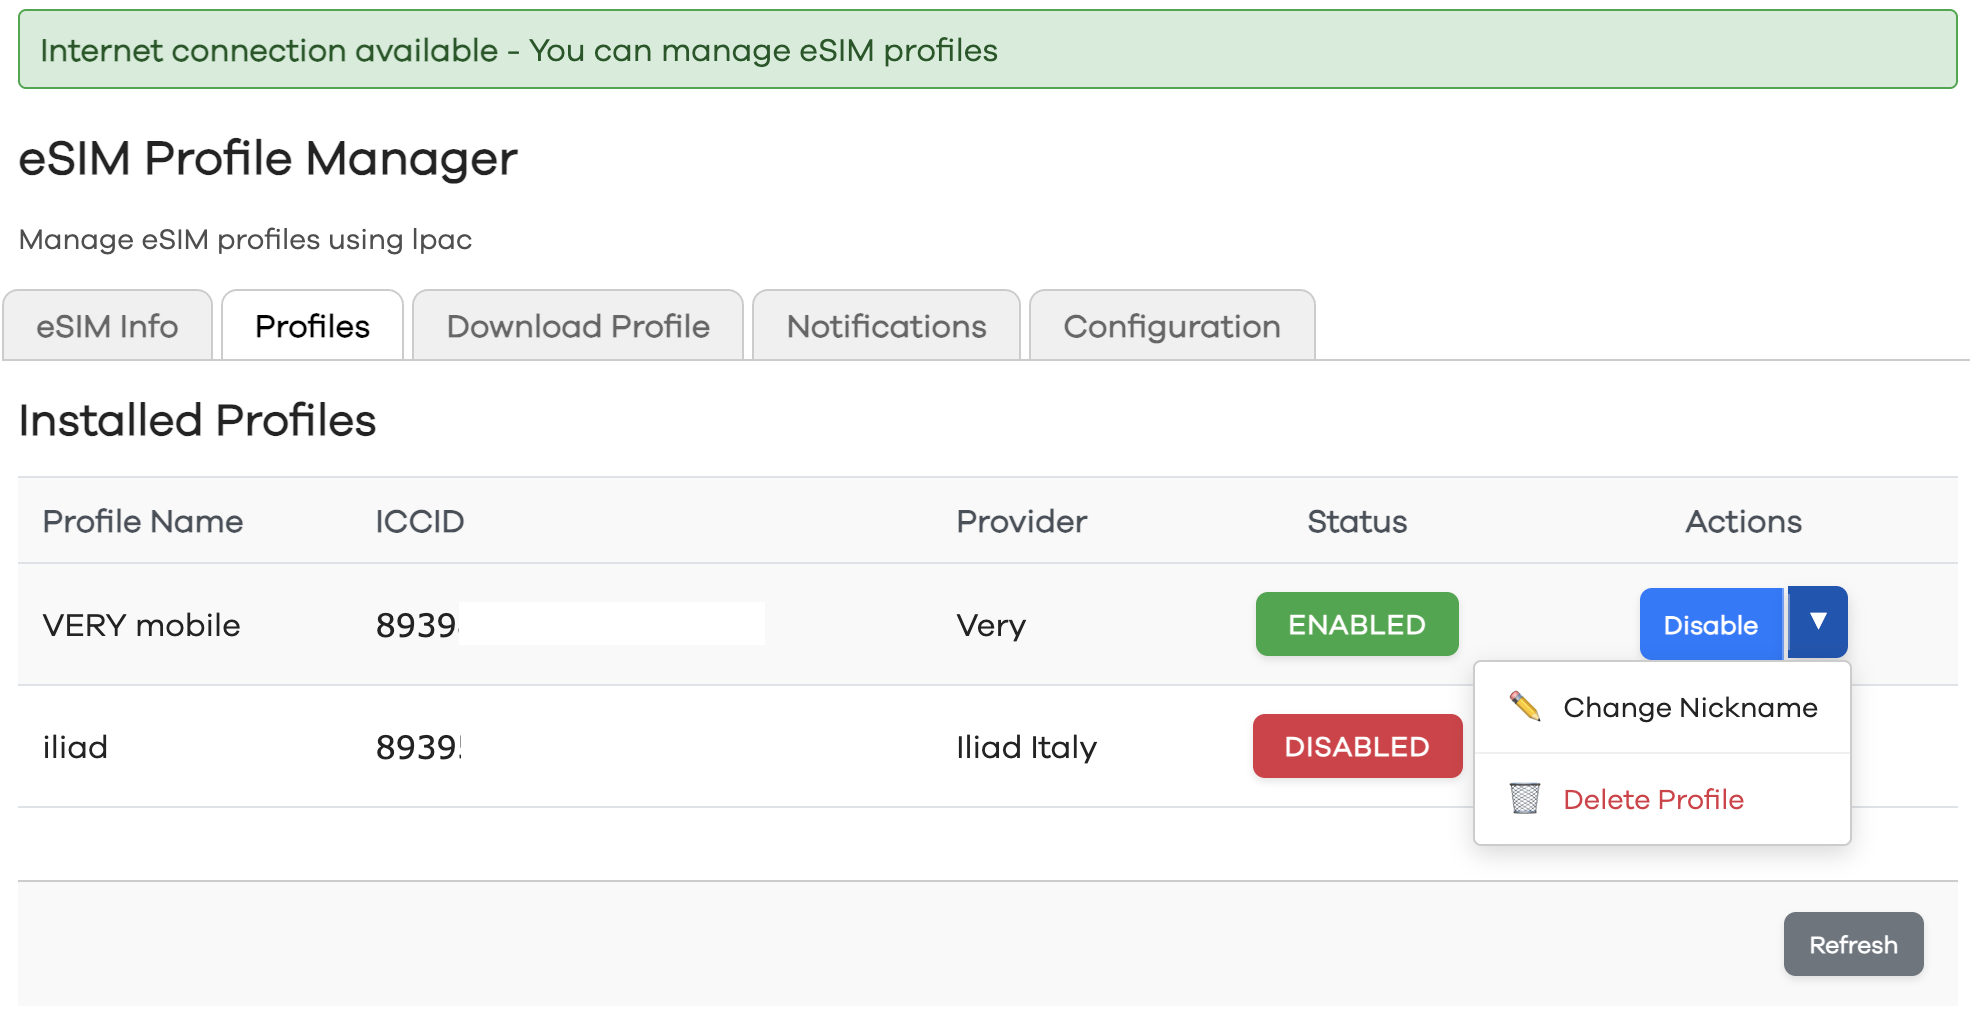 Internet connection available - You can manage eSIM profiles
eSIM Profile Manager
Manage eSIM profiles using lpac
eSIM Info Profiles Download Profile Notifications Configuration
Installed Profiles
Profile Name ICCID Provider Status Actions
VERY mobile 8939 Very ENABLED Disable ▼
Change Nickname
iliad 8939 Iliad Italy DISABLED
Delete Profile
Refresh